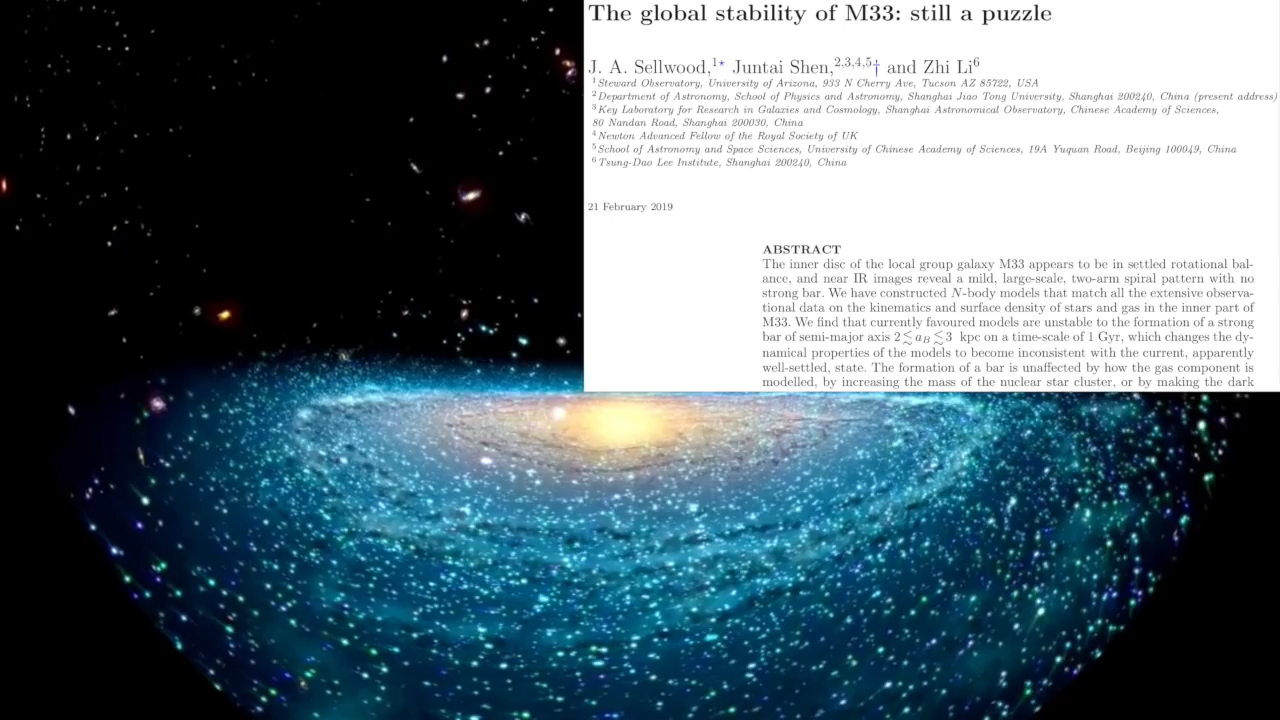 The global stability of M33: still a puzzle
J. A. Sellwood,¹⋆ Juntai Shen,²,³,⁴,⁵† and Zhi Li⁶
¹ Steward Observatory, University of Arizona, 933 N Cherry Ave, Tucson AZ 85722, USA
² Department of Astronomy, School of Physics and Astronomy, Shanghai Jiao Tong University, Shanghai 200240, China (present address)
³ Key Laboratory for Research in Galaxies and Cosmology, Shanghai Astronomical Observatory, Chinese Academy of Sciences,
80 Nandan Road, Shanghai 200030, China
⁴ Newton Advanced Fellow of the Royal Society of UK
⁵ School of Astronomy and Space Sciences, University of Chinese Academy of Sciences, 19A Yuquan Road, Beijing 100049, China
⁶ Tsung-Dao Lee Institute, Shanghai 200240, China
21 February 2019
ABSTRACT
The inner disc of the local group galaxy M33 appears to be in settled rotational bal-
ance, and near IR images reveal a mild, large-scale, two-arm spiral pattern with no
strong bar. We have constructed N-body models that match all the extensive observa-
tional data on the kinematics and surface density of stars and gas in the inner part of
M33. We find that currently favoured models are unstable to the formation of a strong
bar of semi-major axis 2 ≲ a_B ≲ 3 kpc on a time-scale of 1 Gyr, which changes the dy-
namical properties of the models to become inconsistent with the current, apparently
well-settled, state. The formation of a bar is unaffected by how the gas component is
modelled, by increasing the mass of the nuclear star cluster, or by making the dark